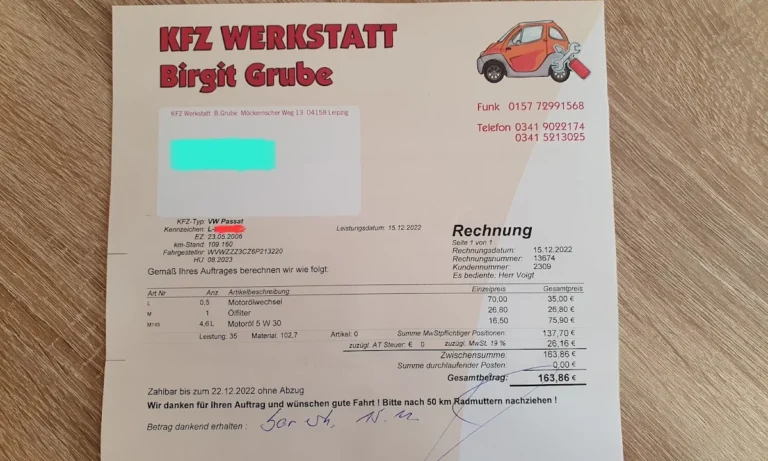 KFZ WERKSTATT
Birgit Grube
Funk 0157 72991568
Telefon 0341 9022174
0341 5213025
KFZ Werkstatt B.Grube Möckernscher Weg 13 04159 Leipzig
KFZ-Typ: VW Passat
Kennzeichen: L-
Leistungsdatum: 15.12.2022
EZ: 23.05.2006
km-Stand: 109.160
Fahrgesteller: WVWZZZ3CZ6P213220
HU: 08.2023
Rechnung
Seite 1 von 1
Rechnungsdatum: 15.12.2022
Rechnungsnummer: 13674
Kundennummer: 2309
Es bediente: Herr Voigt
Gemäß Ihres Auftrages berechnen wir wie folgt.
Art Nr Anz. Artikelbeschreibung Einzelpreis Gesamtpreis
L 0,5 Motorölwechsel 70,00 35,00 €
M 1 Ölfilter 26,80 26,80 €
M145 4,6L Motoröl 5 W 30 16,50 75,90 €
Leistung: 35 Material: 102,7 Artikel: 0 Summe MwStpflichtiger Positionen: 137,70 €
zuzügl. AT Steuer: € 0 zuzügl. MwSt. 19 % 26,16 €
Zwischensumme: 163,86 €
Summe durchlaufender Posten: 0,00 €
Gesamtbetrag: 163,86 €
Zahlbar bis zum 22.12.2022 ohne Abzug
Wir danken für Ihren Auftrag und wünschen gute Fahrt ! Bitte nach 50 km Radmuttern nachziehen !
Betrag dankend erhalten : bar